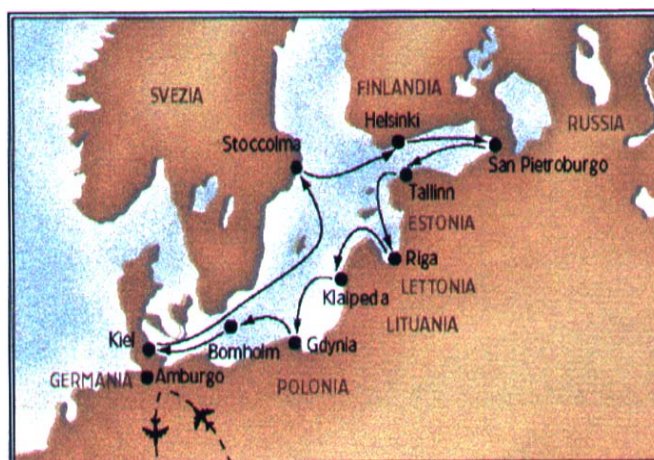 SVEZIA
FINLANDIA
Helsinki
RUSSIA
Stoccolma
San Pietroburgo
Tallinn
ESTONIA
Riga
Klaipeda
LETTONIA
LITUANIA
Kiel
Bornholm
Gdynia
GERMANIA
Amburgo
POLONIA